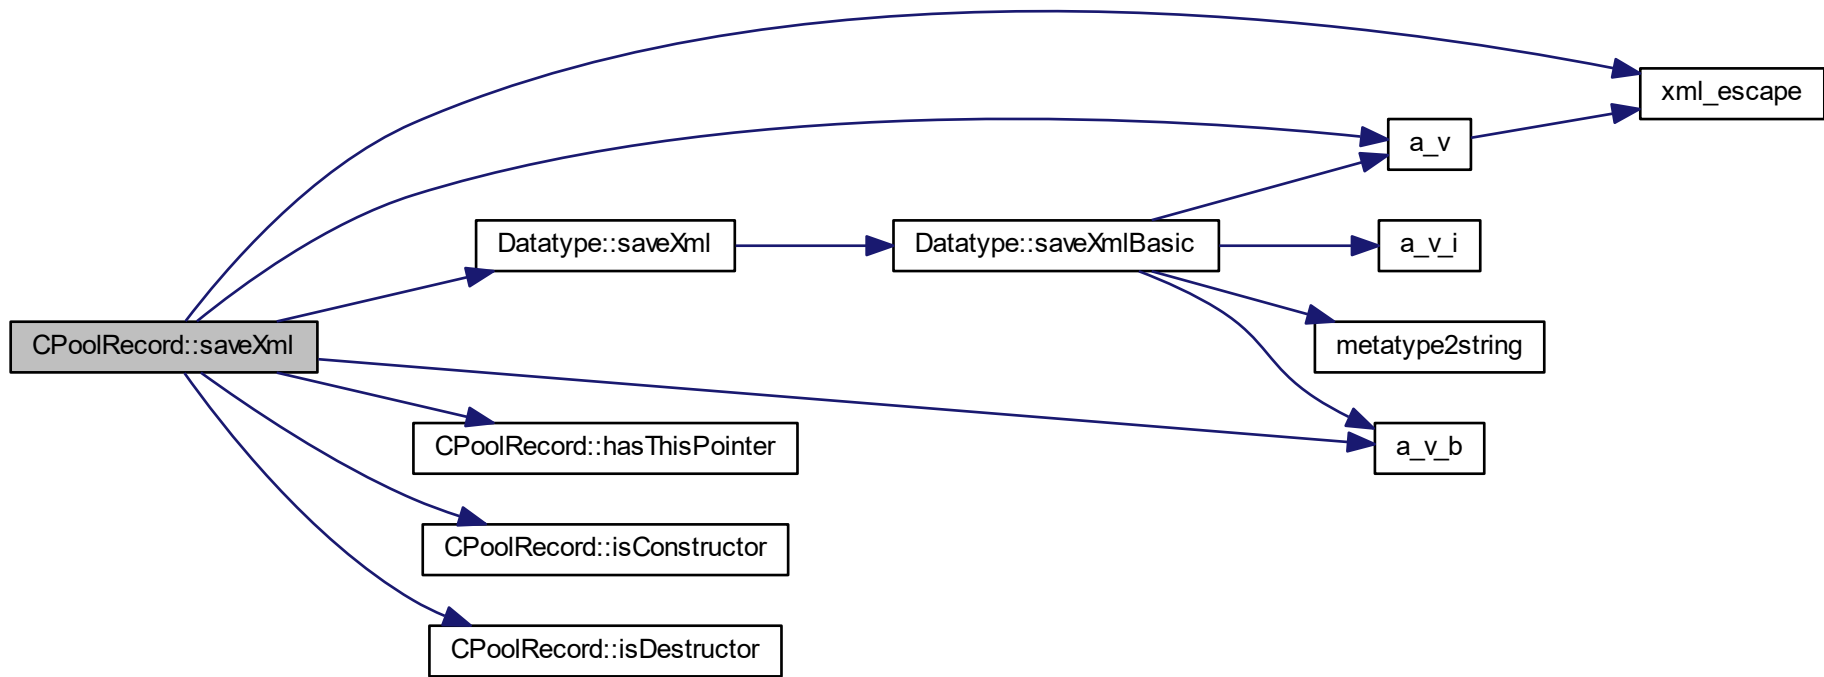 xml_escape
a_v
Datatype::saveXml
Datatype::saveXmlBasic
a_v_i
CPoolRecord::saveXml
metatype2string
CPoolRecord::hasThisPointer
a_v_b
CPoolRecord::isConstructor
CPoolRecord::isDestructor